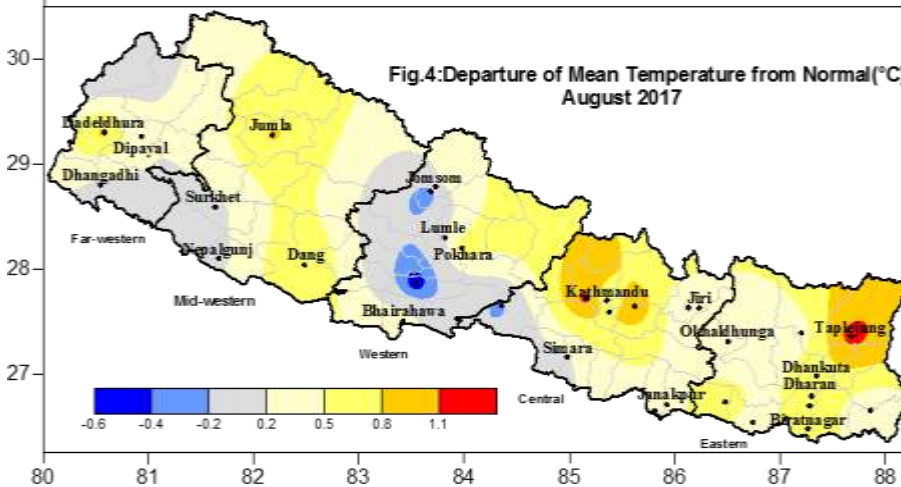 Fig.4:Departure of Mean Temperature from Normal(°C)
August 2017
30
29
28
27
Dadeldhura
Dipayal
Dhangadhi
Jumla
Surkhet
Far-western
Nepalgunj
Dang
Mid-western
Jomsom
Lumle
Pokhara
Bhairahawa
Western
Kathmandu
Jiri
Simara
Okhaldhunga
Taplejung
Dhankuta
Dharan
Central
Janakpur
Biratnagar
Eastern
-0.6 -0.4 -0.2 0.2 0.5 0.8 1.1
80 81 82 83 84 85 86 87 88